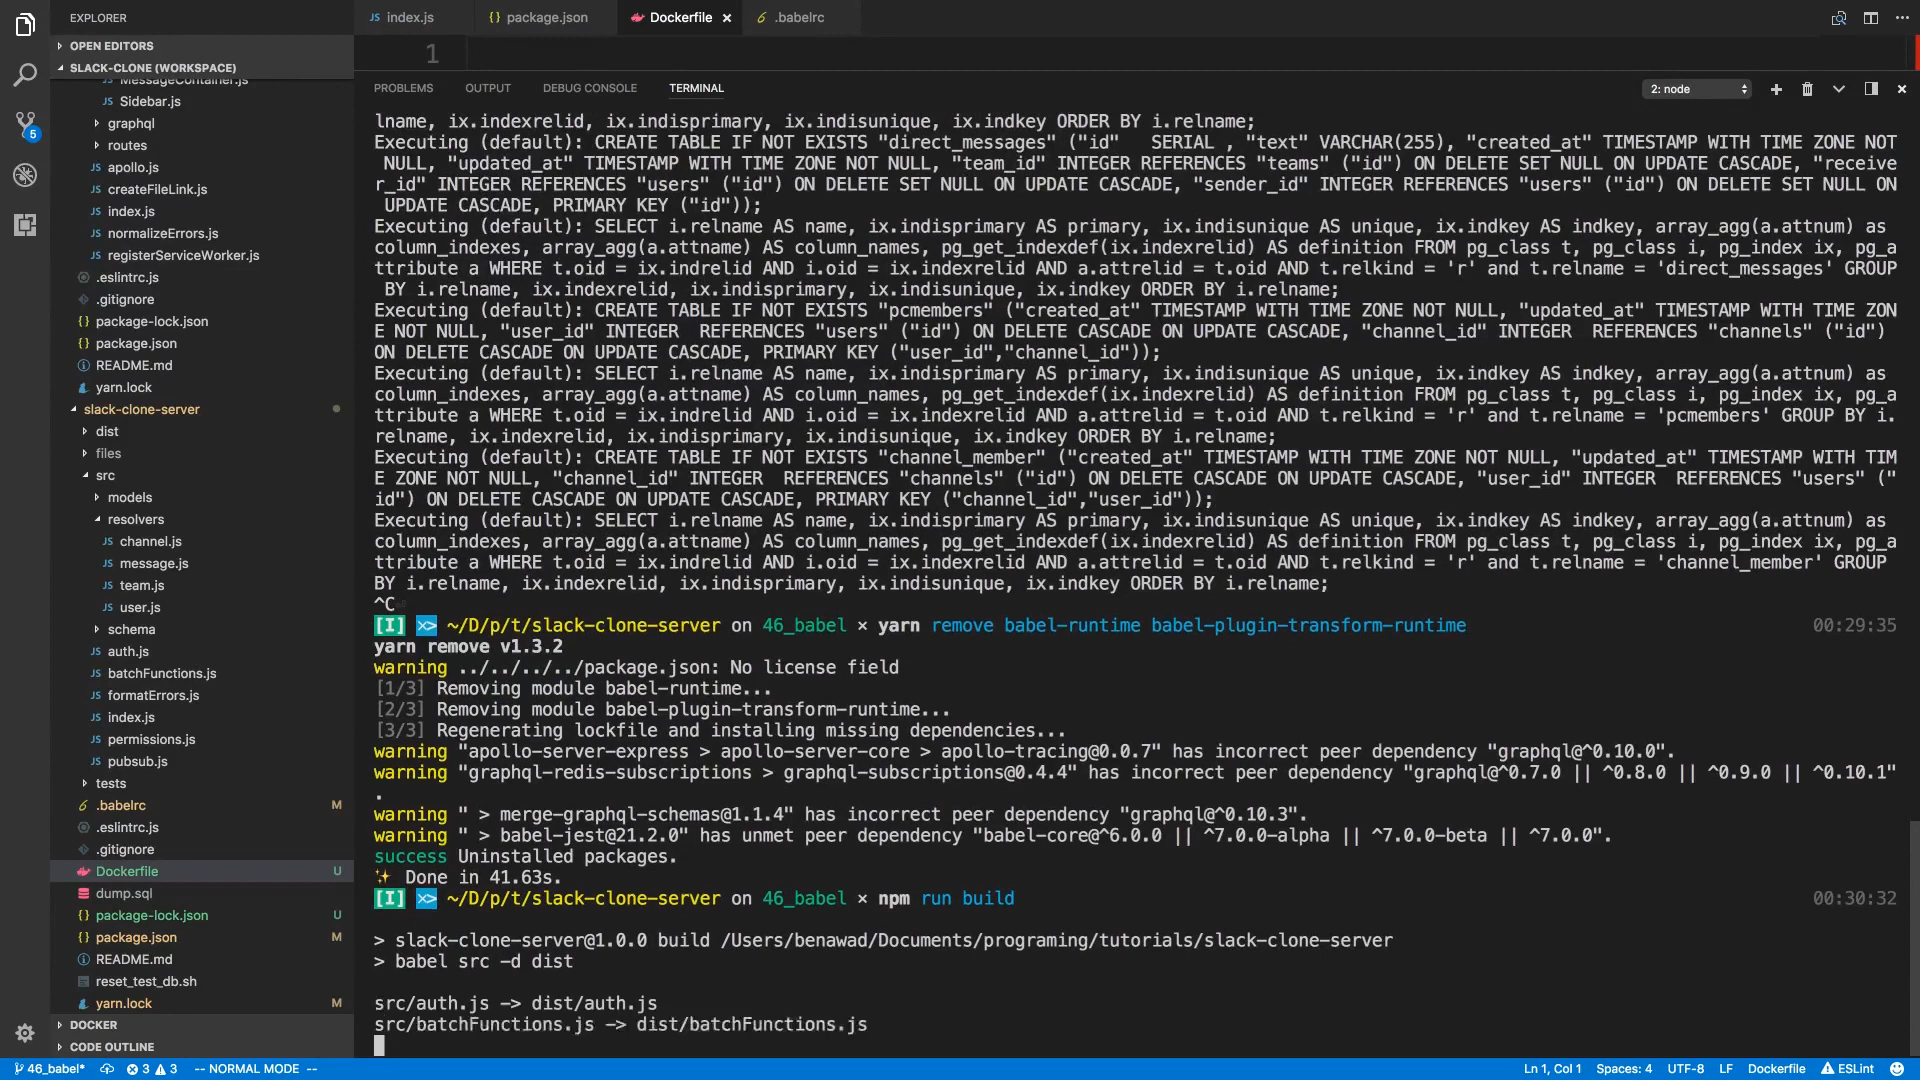 EXPLORER
index.js
package.json
Dockerfile
.babelrc
OPEN EDITORS
SLACK-CLONE (WORKSPACE)
MessageContainer.js
Sidebar.js
graphql
routes
apollo.js
createFileLink.js
index.js
normalizeErrors.js
registerServiceWorker.js
.eslintrc.js
.gitignore
package-lock.json
package.json
README.md
yarn.lock
slack-clone-server
dist
files
src
models
resolvers
channel.js
message.js
team.js
user.js
schema
auth.js
batchFunctions.js
formatErrors.js
index.js
permissions.js
pubsub.js
tests
.babelrc M
.eslintrc.js
.gitignore
Dockerfile U
dump.sql
package-lock.json U
package.json M
README.md
reset_test_db.sh
yarn.lock M
DOCKER
CODE OUTLINE
5
1
PROBLEMS OUTPUT DEBUG CONSOLE TERMINAL
2: node
lname, ix.indexrelid, ix.indisprimary, ix.indisunique, ix.indkey ORDER BY i.relname;
Executing (default): CREATE TABLE IF NOT EXISTS "direct_messages" ("id"   SERIAL , "text" VARCHAR(255), "created_at" TIMESTAMP WITH TIME ZONE NOT
NULL, "updated_at" TIMESTAMP WITH TIME ZONE NOT NULL, "team_id" INTEGER REFERENCES "teams" ("id") ON DELETE SET NULL ON UPDATE CASCADE, "receive
r_id" INTEGER REFERENCES "users" ("id") ON DELETE SET NULL ON UPDATE CASCADE, "sender_id" INTEGER REFERENCES "users" ("id") ON DELETE SET NULL ON
UPDATE CASCADE, PRIMARY KEY ("id"));
Executing (default): SELECT i.relname AS name, ix.indisprimary AS primary, ix.indisunique AS unique, ix.indkey AS indkey, array_agg(a.attnum) as
column_indexes, array_agg(a.attname) AS column_names, pg_get_indexdef(ix.indexrelid) AS definition FROM pg_class t, pg_class i, pg_index ix, pg_a
ttribute a WHERE t.oid = ix.indrelid AND i.oid = ix.indexrelid AND a.attrelid = t.oid AND t.relkind = 'r' and t.relname = 'direct_messages' GROUP
BY i.relname, ix.indexrelid, ix.indisprimary, ix.indisunique, ix.indkey ORDER BY i.relname;
Executing (default): CREATE TABLE IF NOT EXISTS "pcmembers" ("created_at" TIMESTAMP WITH TIME ZONE NOT NULL, "updated_at" TIMESTAMP WITH TIME ZON
E NOT NULL, "user_id" INTEGER  REFERENCES "users" ("id") ON DELETE CASCADE ON UPDATE CASCADE, "channel_id" INTEGER  REFERENCES "channels" ("id")
ON DELETE CASCADE ON UPDATE CASCADE, PRIMARY KEY ("user_id","channel_id"));
Executing (default): SELECT i.relname AS name, ix.indisprimary AS primary, ix.indisunique AS unique, ix.indkey AS indkey, array_agg(a.attnum) as
column_indexes, array_agg(a.attname) AS column_names, pg_get_indexdef(ix.indexrelid) AS definition FROM pg_class t, pg_class i, pg_index ix, pg_a
ttribute a WHERE t.oid = ix.indrelid AND i.oid = ix.indexrelid AND a.attrelid = t.oid AND t.relkind = 'r' and t.relname = 'pcmembers' GROUP BY i.
relname, ix.indexrelid, ix.indisprimary, ix.indisunique, ix.indkey ORDER BY i.relname;
Executing (default): CREATE TABLE IF NOT EXISTS "channel_member" ("created_at" TIMESTAMP WITH TIME ZONE NOT NULL, "updated_at" TIMESTAMP WITH TIM
E ZONE NOT NULL, "channel_id" INTEGER  REFERENCES "channels" ("id") ON DELETE CASCADE ON UPDATE CASCADE, "user_id" INTEGER  REFERENCES "users" ("
id") ON DELETE CASCADE ON UPDATE CASCADE, PRIMARY KEY ("channel_id","user_id"));
Executing (default): SELECT i.relname AS name, ix.indisprimary AS primary, ix.indisunique AS unique, ix.indkey AS indkey, array_agg(a.attnum) as
column_indexes, array_agg(a.attname) AS column_names, pg_get_indexdef(ix.indexrelid) AS definition FROM pg_class t, pg_class i, pg_index ix, pg_a
ttribute a WHERE t.oid = ix.indrelid AND i.oid = ix.indexrelid AND a.attrelid = t.oid AND t.relkind = 'r' and t.relname = 'channel_member' GROUP
BY i.relname, ix.indexrelid, ix.indisprimary, ix.indisunique, ix.indkey ORDER BY i.relname;
^C
[I] ~/D/p/t/slack-clone-server on 46_babel × yarn remove babel-runtime babel-plugin-transform-runtime 00:29:35
yarn remove v1.3.2
warning ../../../../package.json: No license field
[1/3] Removing module babel-runtime...
[2/3] Removing module babel-plugin-transform-runtime...
[3/3] Regenerating lockfile and installing missing dependencies...
warning "apollo-server-express > apollo-server-core > apollo-tracing@0.0.7" has incorrect peer dependency "graphql@^0.10.0".
warning "graphql-redis-subscriptions > graphql-subscriptions@0.4.4" has incorrect peer dependency "graphql@^0.7.0 || ^0.8.0 || ^0.9.0 || ^0.10.1"
.
warning " > merge-graphql-schemas@1.1.4" has incorrect peer dependency "graphql@^0.10.3".
warning " > babel-jest@21.2.0" has unmet peer dependency "babel-core@^6.0.0 || ^7.0.0-alpha || ^7.0.0-beta || ^7.0.0".
success Uninstalled packages.
✨ Done in 41.63s.
[I] ~/D/p/t/slack-clone-server on 46_babel × npm run build 00:30:32
> slack-clone-server@1.0.0 build /Users/benawad/Documents/programing/tutorials/slack-clone-server
> babel src -d dist
src/auth.js -> dist/auth.js
src/batchFunctions.js -> dist/batchFunctions.js
46_babel* 3 3 -- NORMAL MODE -- Ln 1, Col 1 Spaces: 4 UTF-8 LF Dockerfile ESLint